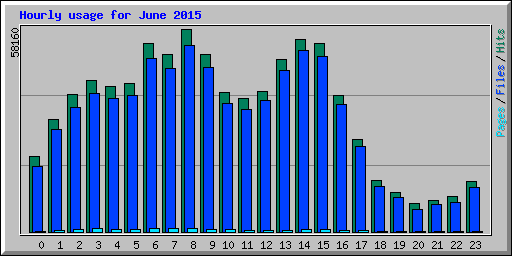 Hourly usage for June 2015
58160
Pages/Files/Hits
0 1 2 3 4 5 6 7 8 9 10 11 12 13 14 15 16 17 18 19 20 21 22 23